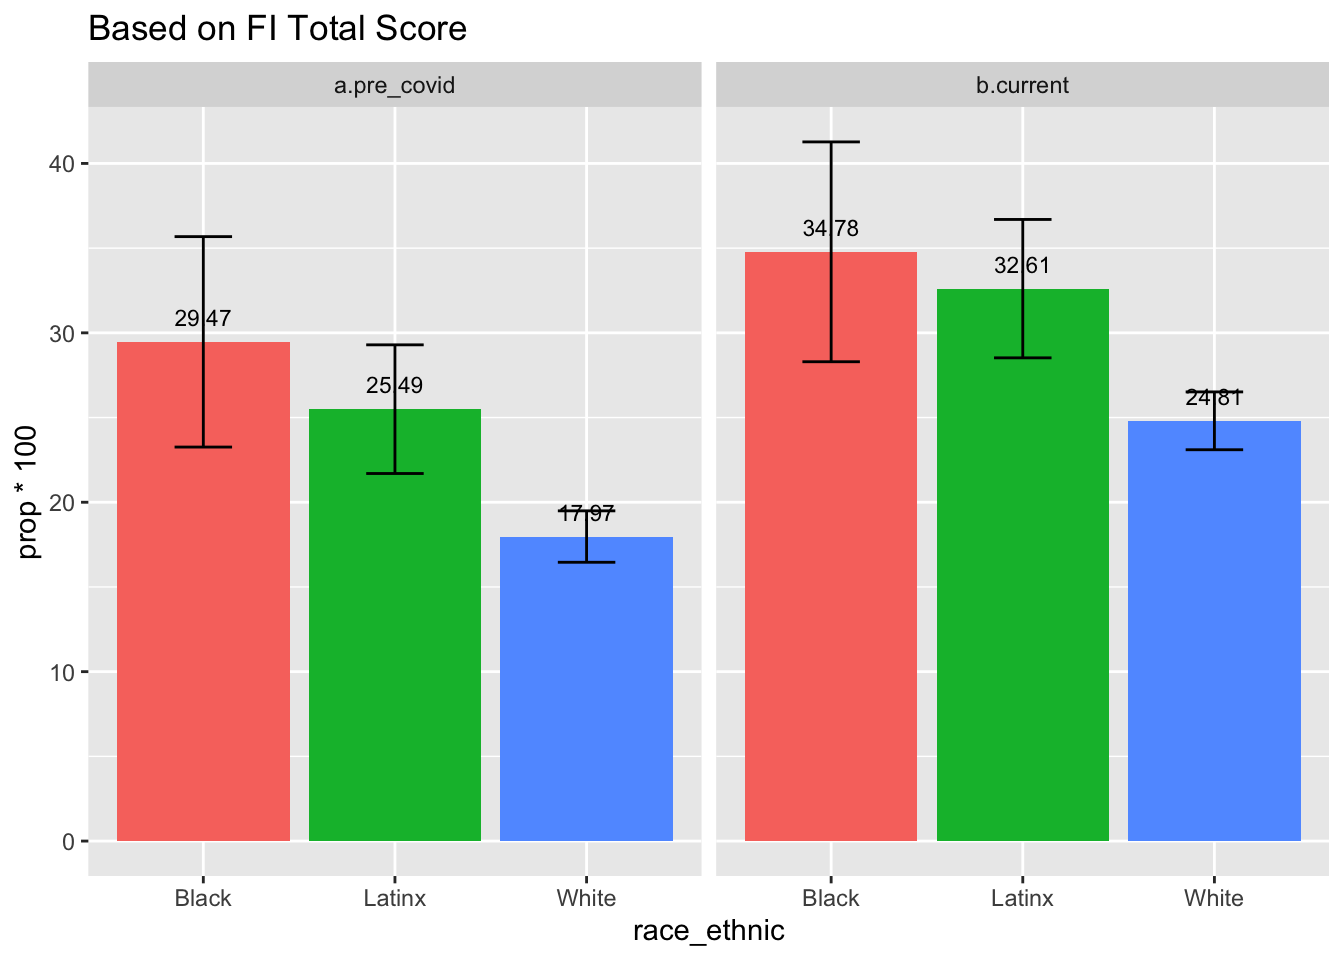 Based on FI Total Score
a.pre_covid
b.current
prop * 100
40
30
20
10
0
29.47
25.49
17.97
34.78
32.61
24.81
Black
Latinx
White
Black
Latinx
White
race_ethnic